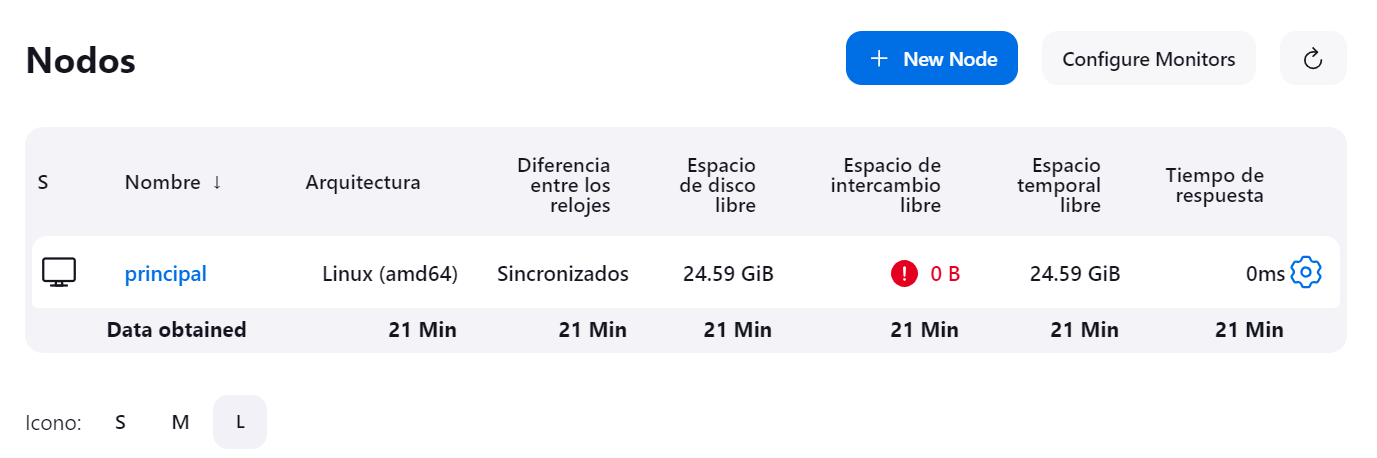 Nodos
New Node
Configure Monitors
S
Nombre ↓
Arquitectura
Diferencia
entre los
relojes
Espacio
de disco
libre
Espacio de
intercambio
libre
Espacio
temporal
libre
Tiempo de
respuesta
principal
Linux (amd64)
Sincronizados
24.59 GiB
0 B
24.59 GiB
0ms
Data obtained
21 Min
21 Min
21 Min
21 Min
21 Min
21 Min
Icono:
S
M
L